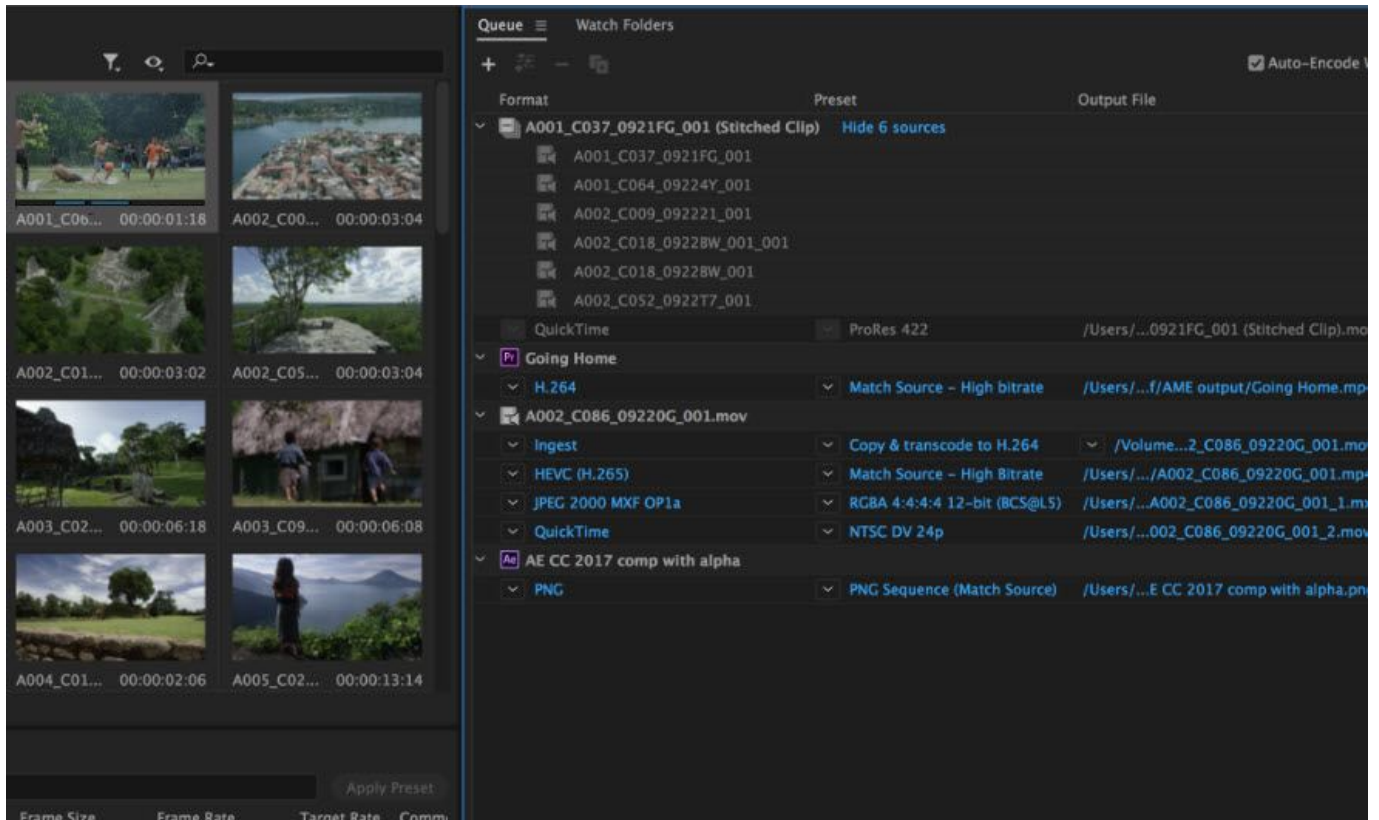 Queue Watch Folders
Auto-Encode
Format Preset Output File
A001_C037_0921FG_001 (Stitched Clip) Hide 6 sources
A001_C037_0921FG_001
A001_C064_09224Y_001
A002_C009_092221_001
A002_C018_09228W_001_001
A002_C018_09228W_001
A002_C052_0922T7_001
QuickTime ProRes 422 /Users/...0921FG_001 (Stitched Clip).mo
Pr Going Home
H.264 Match Source – High bitrate /Users/...f/AME output/Going Home.mp
A002_C086_09220G_001.mov
Ingest Copy & transcode to H.264 /Volume...2_C086_09220G_001.mo
HEVC (H.265) Match Source – High Bitrate /Users/.../A002_C086_09220G_001.mp
JPEG 2000 MXF OP1a RGBA 4:4:4:4 12-bit (BCS@L5) /Users/...A002_C086_09220G_001_1.m
QuickTime NTSC DV 24p /Users/...002_C086_09220G_001_2.mov
Ae AE CC 2017 comp with alpha
PNG PNG Sequence (Match Source) /Users/...E CC 2017 comp with alpha.pn
A001_C06... 00:00:01:18 A002_C00... 00:00:03:04
A002_C01... 00:00:03:02 A002_C05... 00:00:03:04
A003_C02... 00:00:06:18 A003_C09... 00:00:06:08
A004_C01... 00:00:02:06 A005_C02... 00:00:13:14
Apply Preset
Frame Size Frame Rate Target Rate Comm